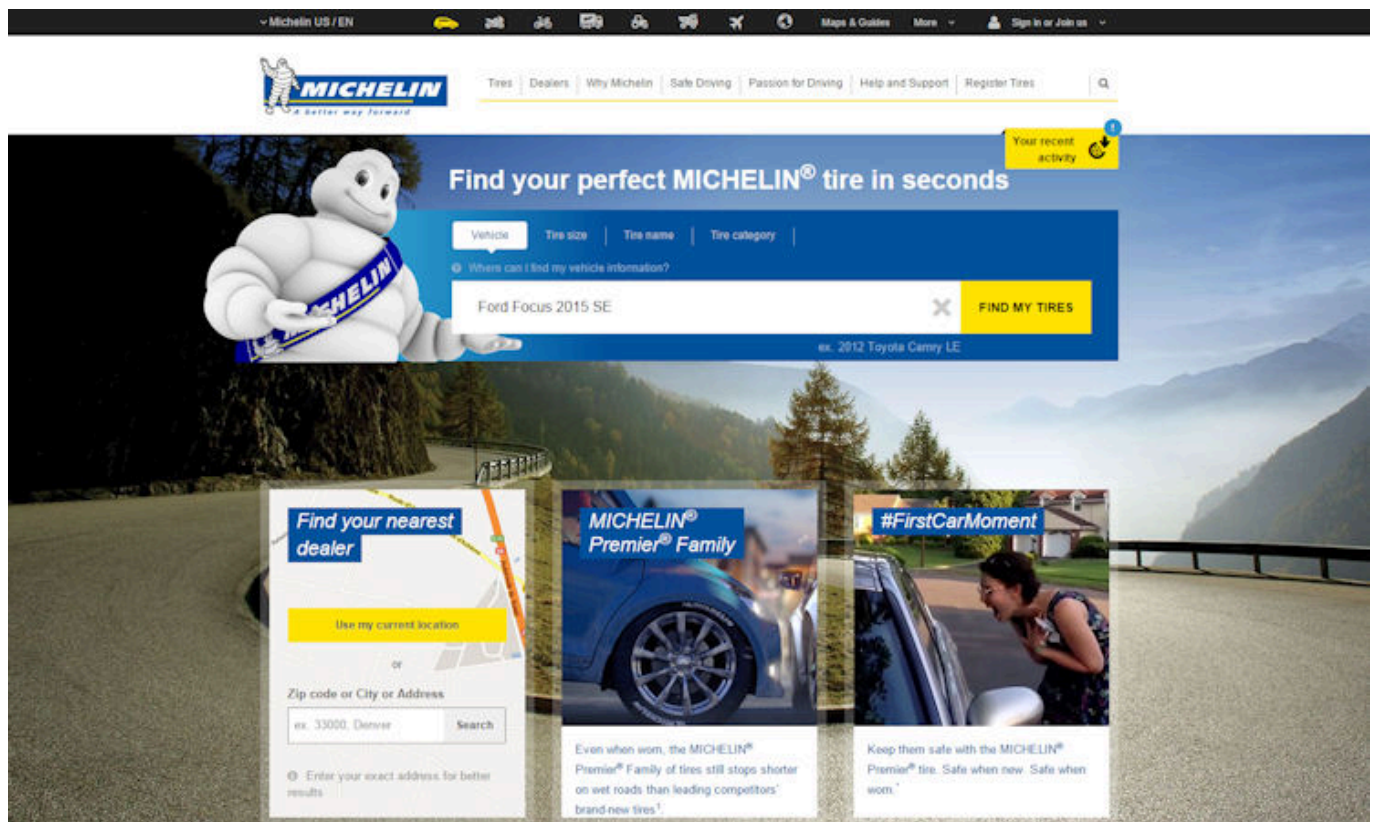 Michelin US / EN
Maps & Guides
More
Sign in or Join us
MICHELIN
A better way forward
Tires
Dealers
Why Michelin
Safe Driving
Passion for Driving
Help and Support
Register Tires
Your recent
activity
!
Find your perfect MICHELIN® tire in seconds
MICHELIN
Vehicle
Tire size
Tire name
Tire category
Where can I find my vehicle information?
Ford Focus 2015 SE
FIND MY TIRES
ex. 2012 Toyota Camry LE
Find your nearest
dealer
Use my current location
or
Zip code or City or Address
ex. 33000, Denver
Search
Enter your exact address for better
results
MICHELIN®
Premier® Family
Even when worn, the MICHELIN®
Premier® Family of tires still stops shorter
on wet roads than leading competitors'
brand-new tires¹.
#FirstCarMoment
Keep them safe with the MICHELIN®
Premier® tire. Safe when new. Safe when
worn.*